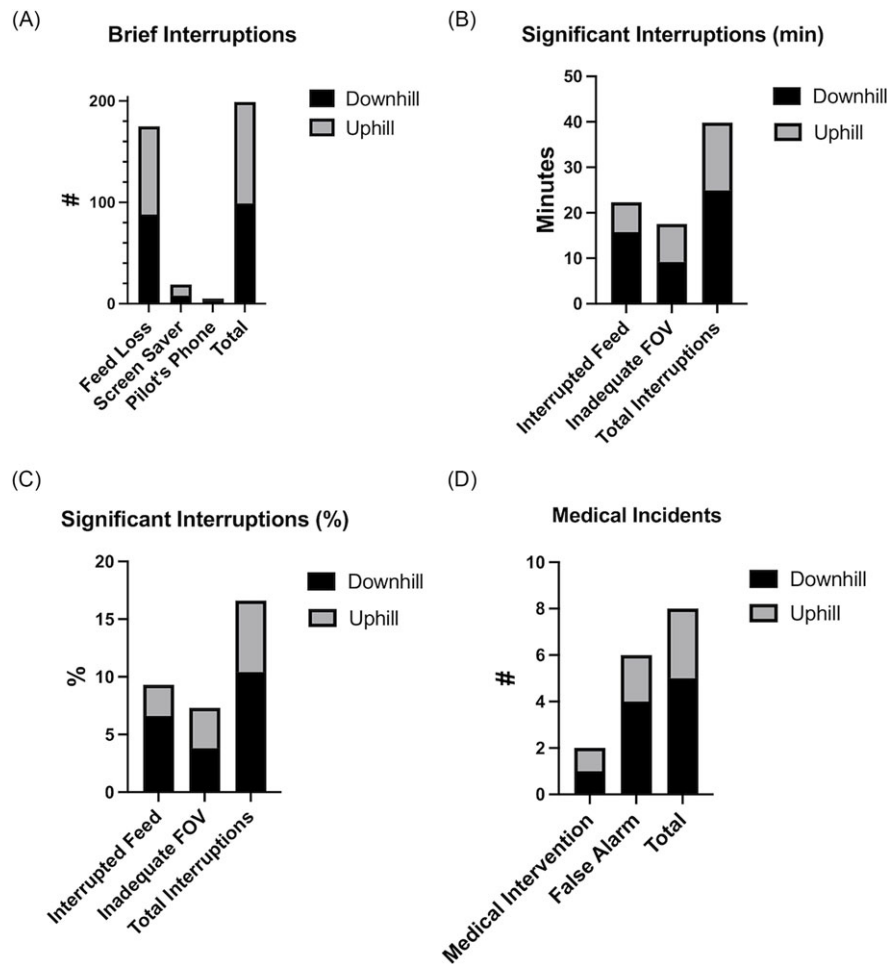 (A)
Brief Interruptions
200
100
0
#
Downhill
Uphill
Feed Loss
Screen Saver
Pilot's Phone
Total
(B)
Significant Interruptions (min)
50
40
30
20
10
0
Minutes
Downhill
Uphill
Interrupted Feed
Inadequate FOV
Total Interruptions
(C)
Significant Interruptions (%)
20
15
10
5
0
%
Downhill
Uphill
Interrupted Feed
Inadequate FOV
Total Interruptions
(D)
Medical Incidents
10
8
6
4
2
0
#
Downhill
Uphill
Medical Intervention
False Alarm
Total